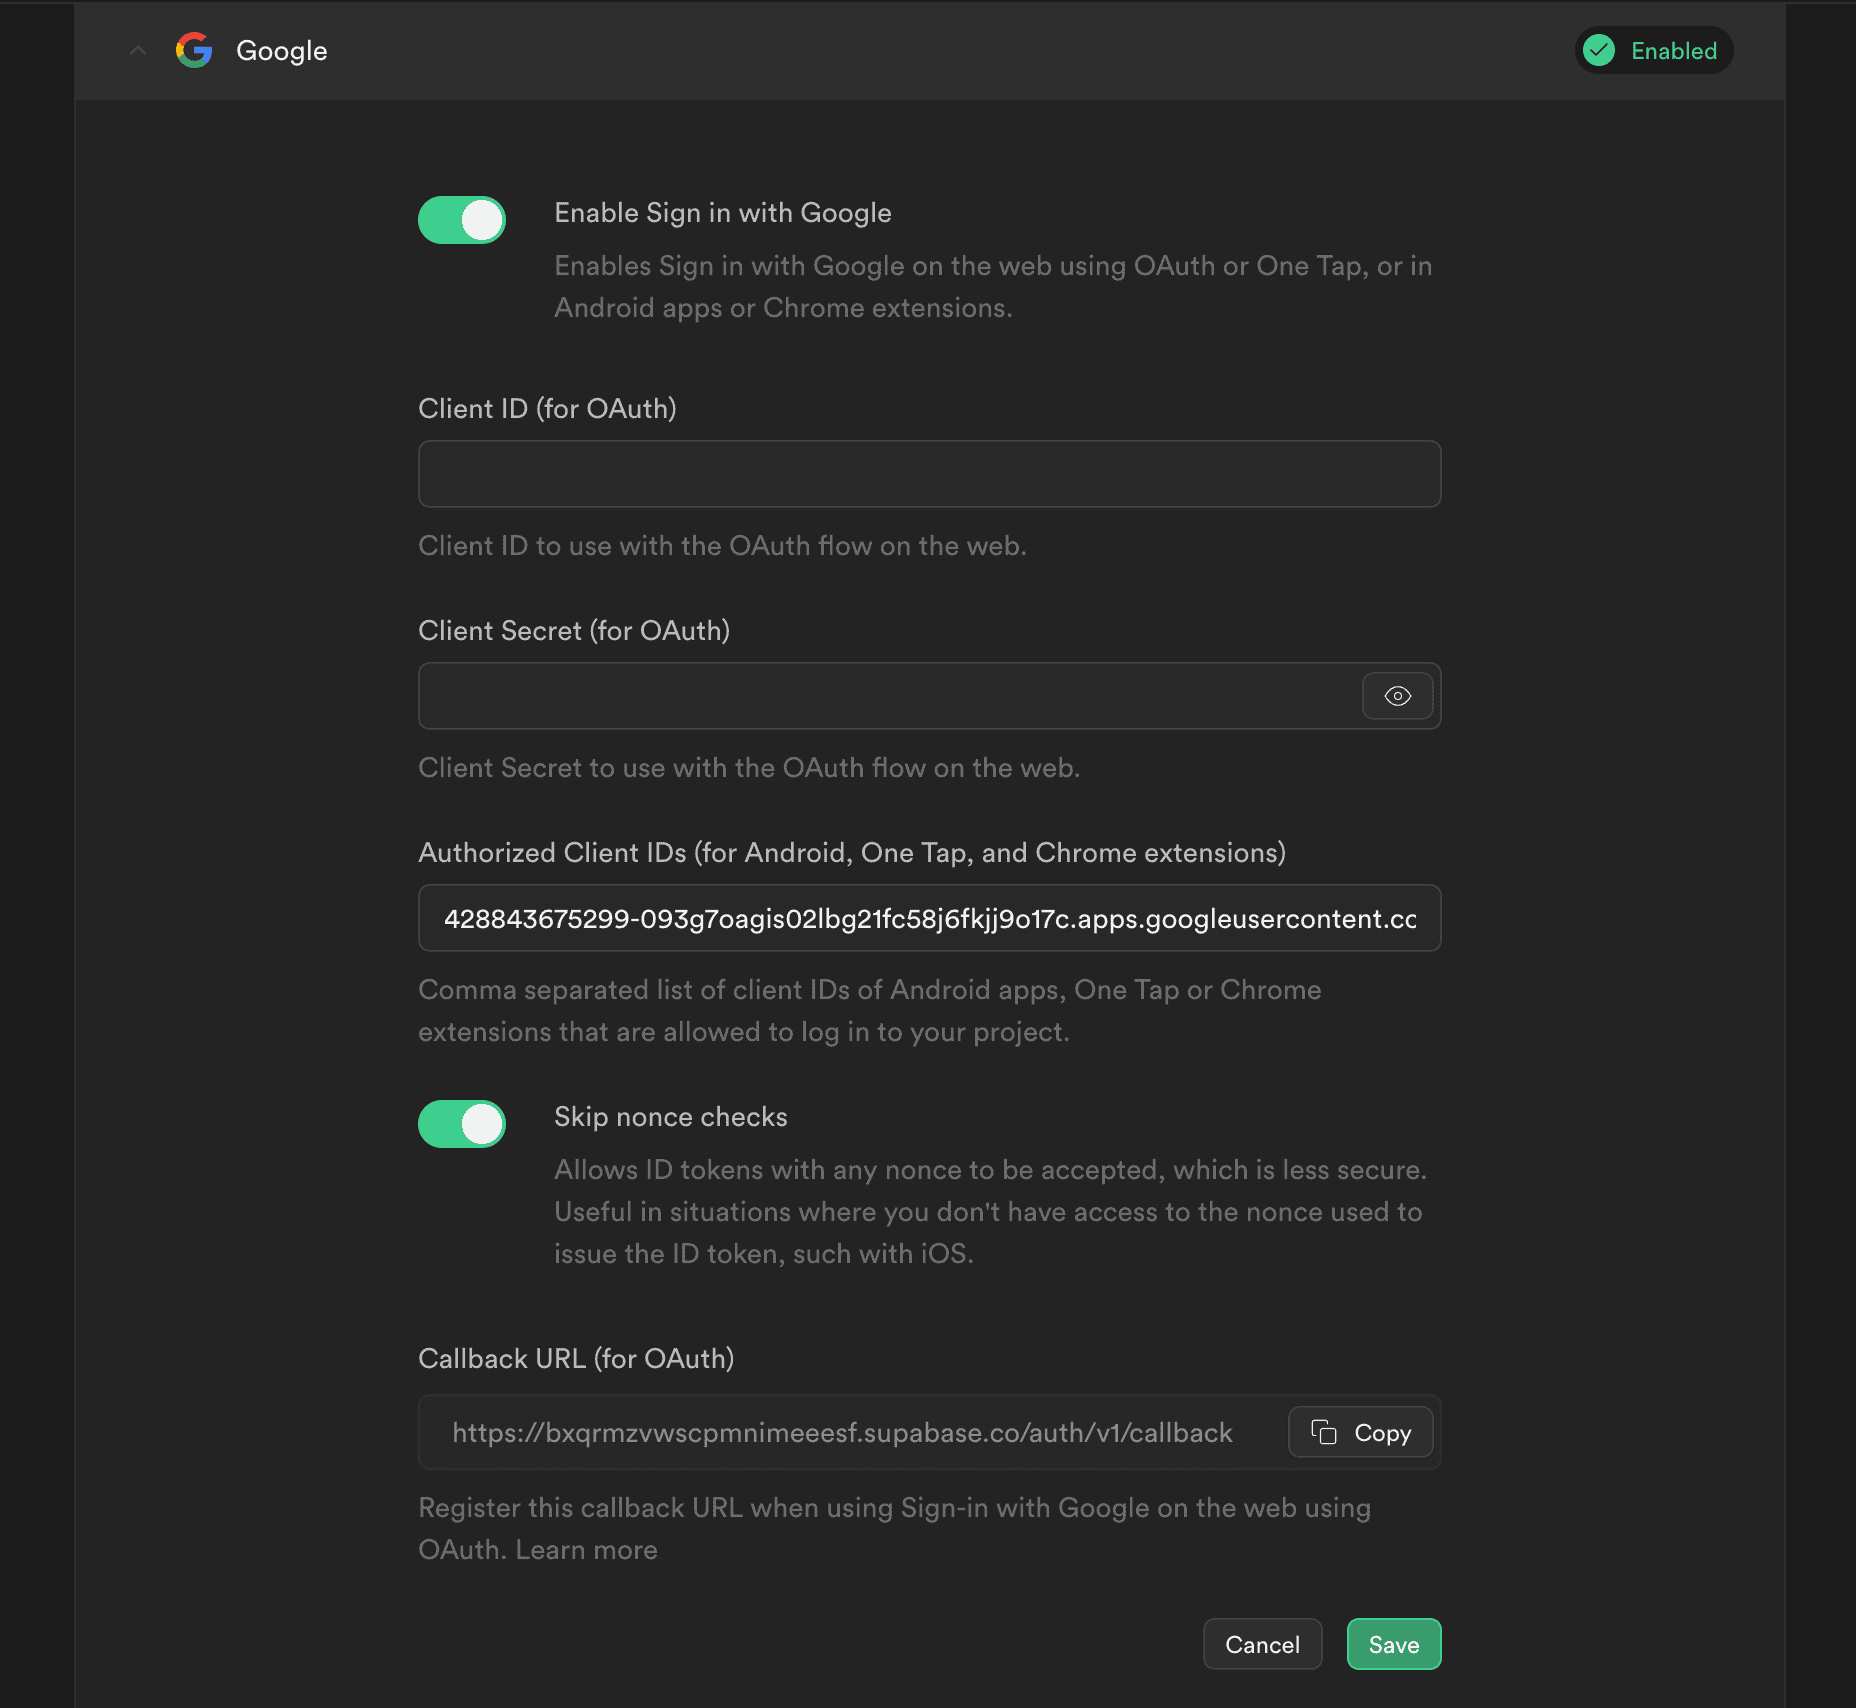 Google
Enabled
Enable Sign in with Google
Enables Sign in with Google on the web using OAuth or One Tap, or in
Android apps or Chrome extensions.
Client ID (for OAuth)
Client ID to use with the OAuth flow on the web.
Client Secret (for OAuth)
Client Secret to use with the OAuth flow on the web.
Authorized Client IDs (for Android, One Tap, and Chrome extensions)
428843675299-093g7oagis02lbg21fc58j6fkjj9o17c.apps.googleusercontent.cc
Comma separated list of client IDs of Android apps, One Tap or Chrome
extensions that are allowed to log in to your project.
Skip nonce checks
Allows ID tokens with any nonce to be accepted, which is less secure.
Useful in situations where you don't have access to the nonce used to
issue the ID token, such with iOS.
Callback URL (for OAuth)
https://bxqrmzvwscpmnimeeesf.supabase.co/auth/v1/callback
Copy
Register this callback URL when using Sign-in with Google on the web using
OAuth. Learn more
Cancel
Save